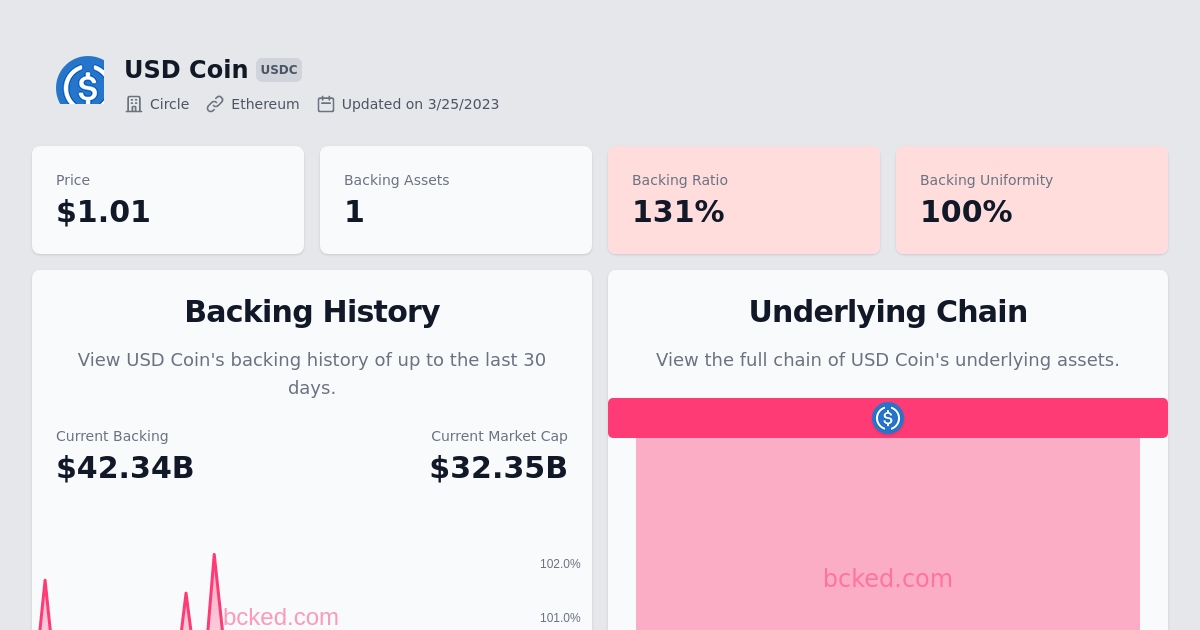 USD Coin USDC
Circle Ethereum Updated on 3/25/2023
Price
$1.01
Backing Assets
1
Backing Ratio
131%
Backing Uniformity
100%
Backing History
View USD Coin's backing history of up to the last 30
days.
Current Backing
$42.34B
Current Market Cap
$32.35B
102.0%
101.0%
bcked.com
Underlying Chain
View the full chain of USD Coin's underlying assets.
bcked.com